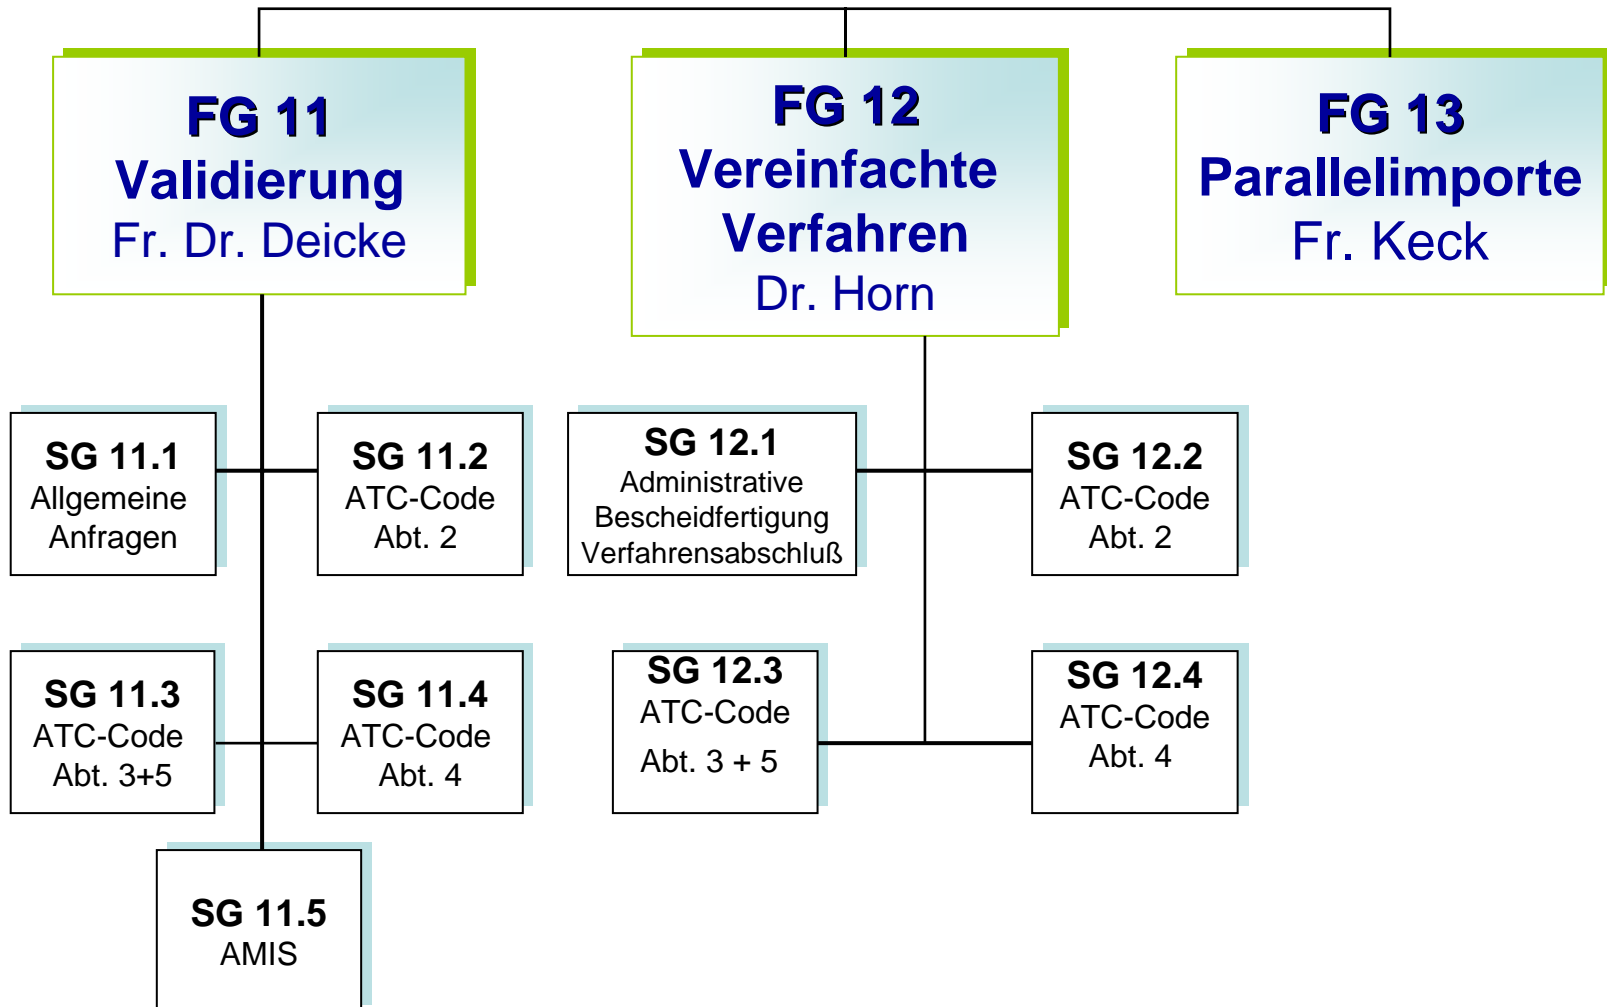 FG 11
Validierung
Fr. Dr. Deicke
FG 12
Vereinfachte
Verfahren
Dr. Horn
FG 13
Parallelimporte
Fr. Keck
SG 11.1
Allgemeine
Anfragen
SG 11.2
ATC-Code
Abt. 2
SG 12.1
Administrative
Bescheidfertigung
Verfahrensabschluß
SG 12.2
ATC-Code
Abt. 2
SG 11.3
ATC-Code
Abt. 3+5
SG 11.4
ATC-Code
Abt. 4
SG 12.3
ATC-Code
Abt. 3 + 5
SG 12.4
ATC-Code
Abt. 4
SG 11.5
AMIS